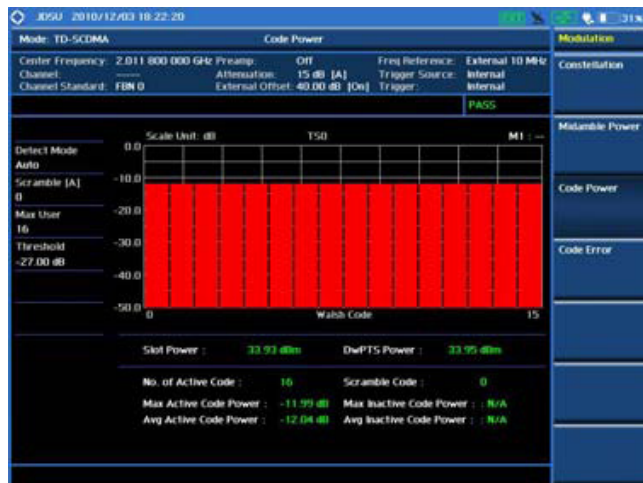 JDSU 2010/12/03 18:22:20
EXT
31%
Mode: TD-SCDMA
Code Power
Modulation
Center Frequency: 2.011 800 000 GHz
Preamp: Off
Freq Reference: External 10 MHz
Channel: -----
Attenuation: 15 dB [A]
Trigger Source: Internal
Channel Standard: FBN 0
External Offset: 40.00 dB [On]
Trigger: Internal
PASS
Constellation
Midamble Power
Code Power
Code Error
Scale Unit: dB
TS0
M1 : --
Detect Mode
Auto
Scramble [A]
0
Max User
16
Threshold
-27.00 dB
0.0
-10.0
-20.0
-30.0
-40.0
-50.0
0
Walsh Code
15
Slot Power : 33.93 dBm
DwPTS Power : 33.95 dBm
No. of Active Code : 16
Scramble Code : 0
Max Active Code Power : -11.99 dB
Max Inactive Code Power : : N/A
Avg Active Code Power : -12.04 dB
Avg Inactive Code Power : : N/A